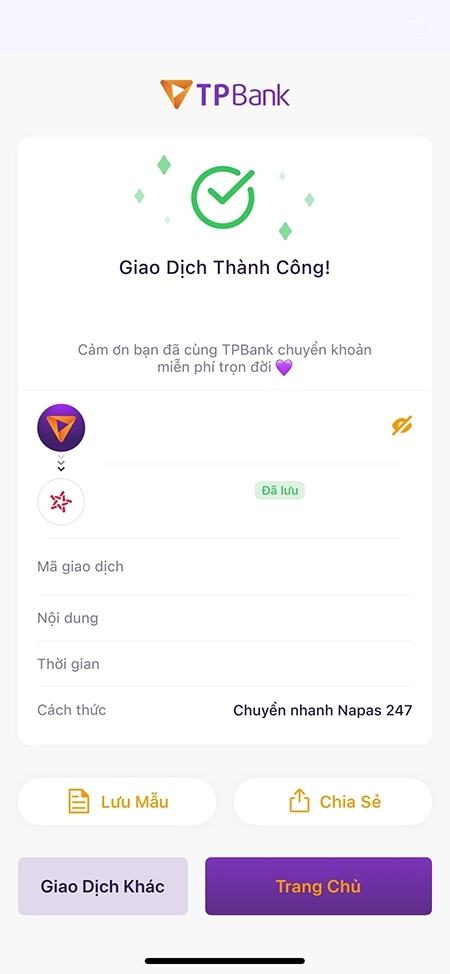 TPBank
Giao Dịch Thành Công!
Cảm ơn bạn đã cùng TPBank chuyển khoản
miễn phí trọn đời 💜
Đã lưu
Mã giao dịch
Nội dung
Thời gian
Cách thức Chuyển nhanh Napas 247
Lưu Mẫu Chia Sẻ
Giao Dịch Khác Trang Chủ